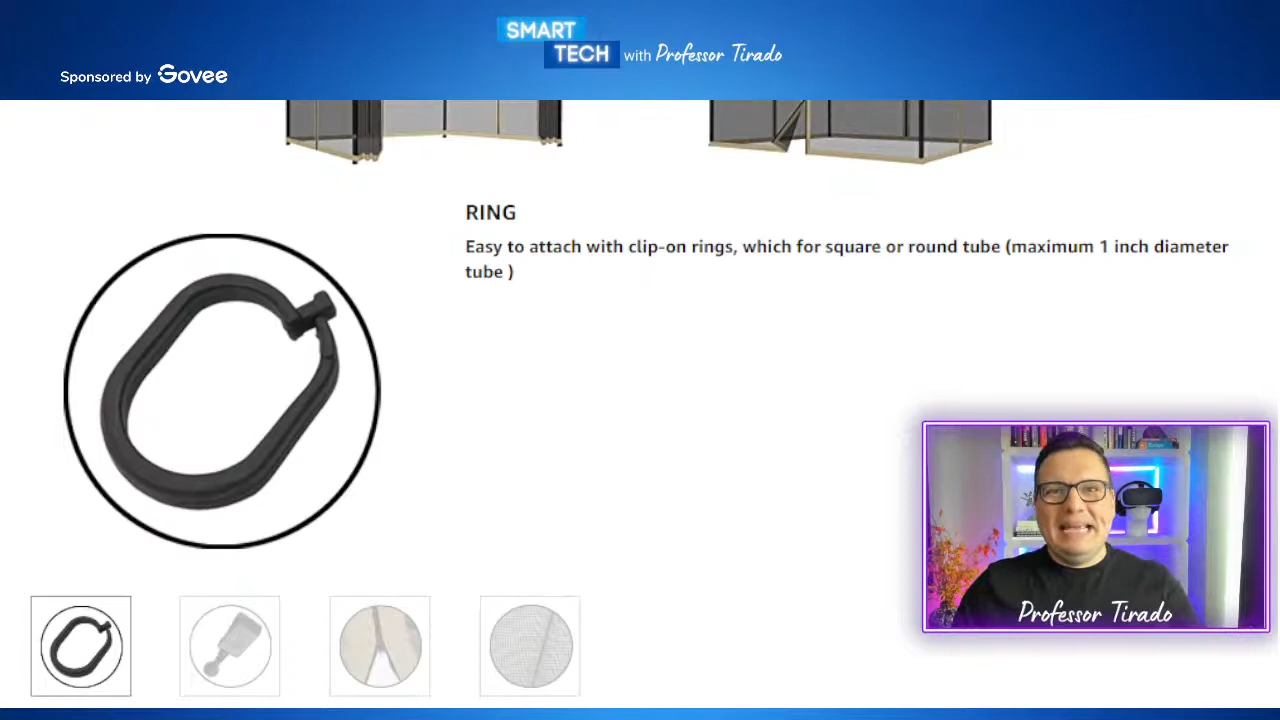 SMART
TECH with Professor Tirado
Sponsored by Govee
RING
Easy to attach with clip-on rings, which for square or round tube (maximum 1 inch diameter
tube )
Professor Tirado